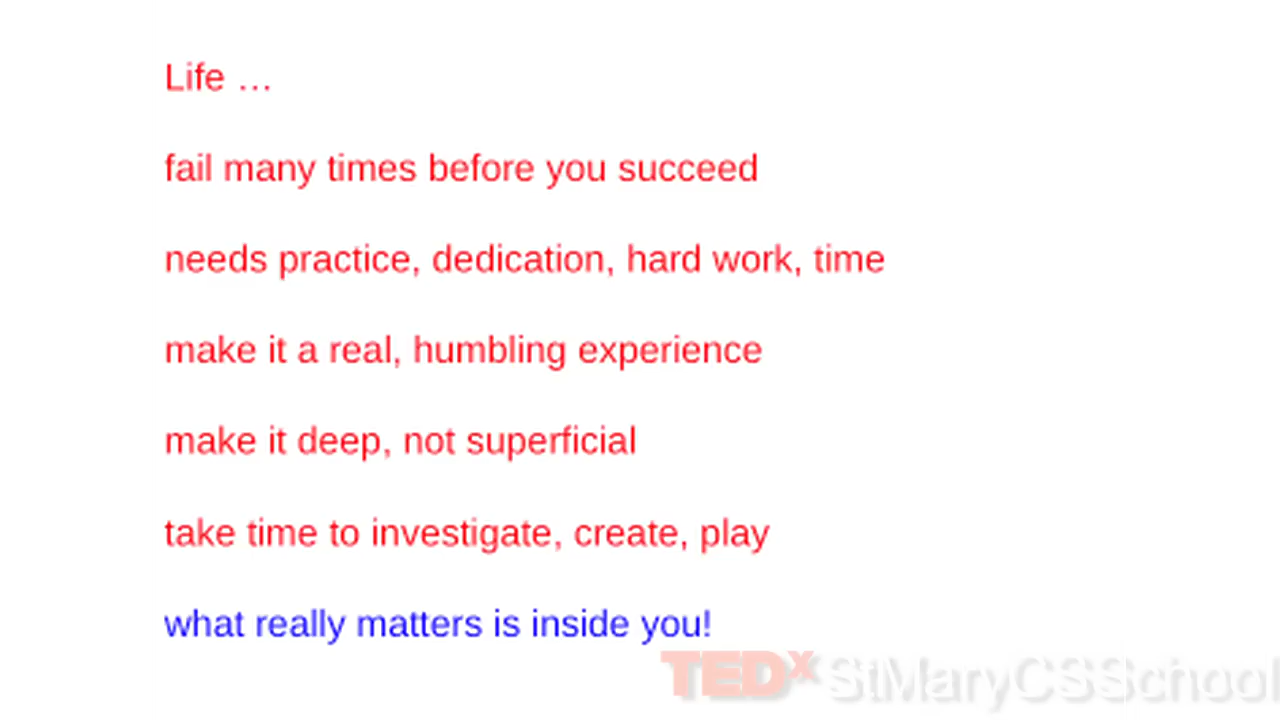 Life …
fail many times before you succeed
needs practice, dedication, hard work, time
make it a real, humbling experience
make it deep, not superficial
take time to investigate, create, play
what really matters is inside you!
TEDxStMaryCSSchool